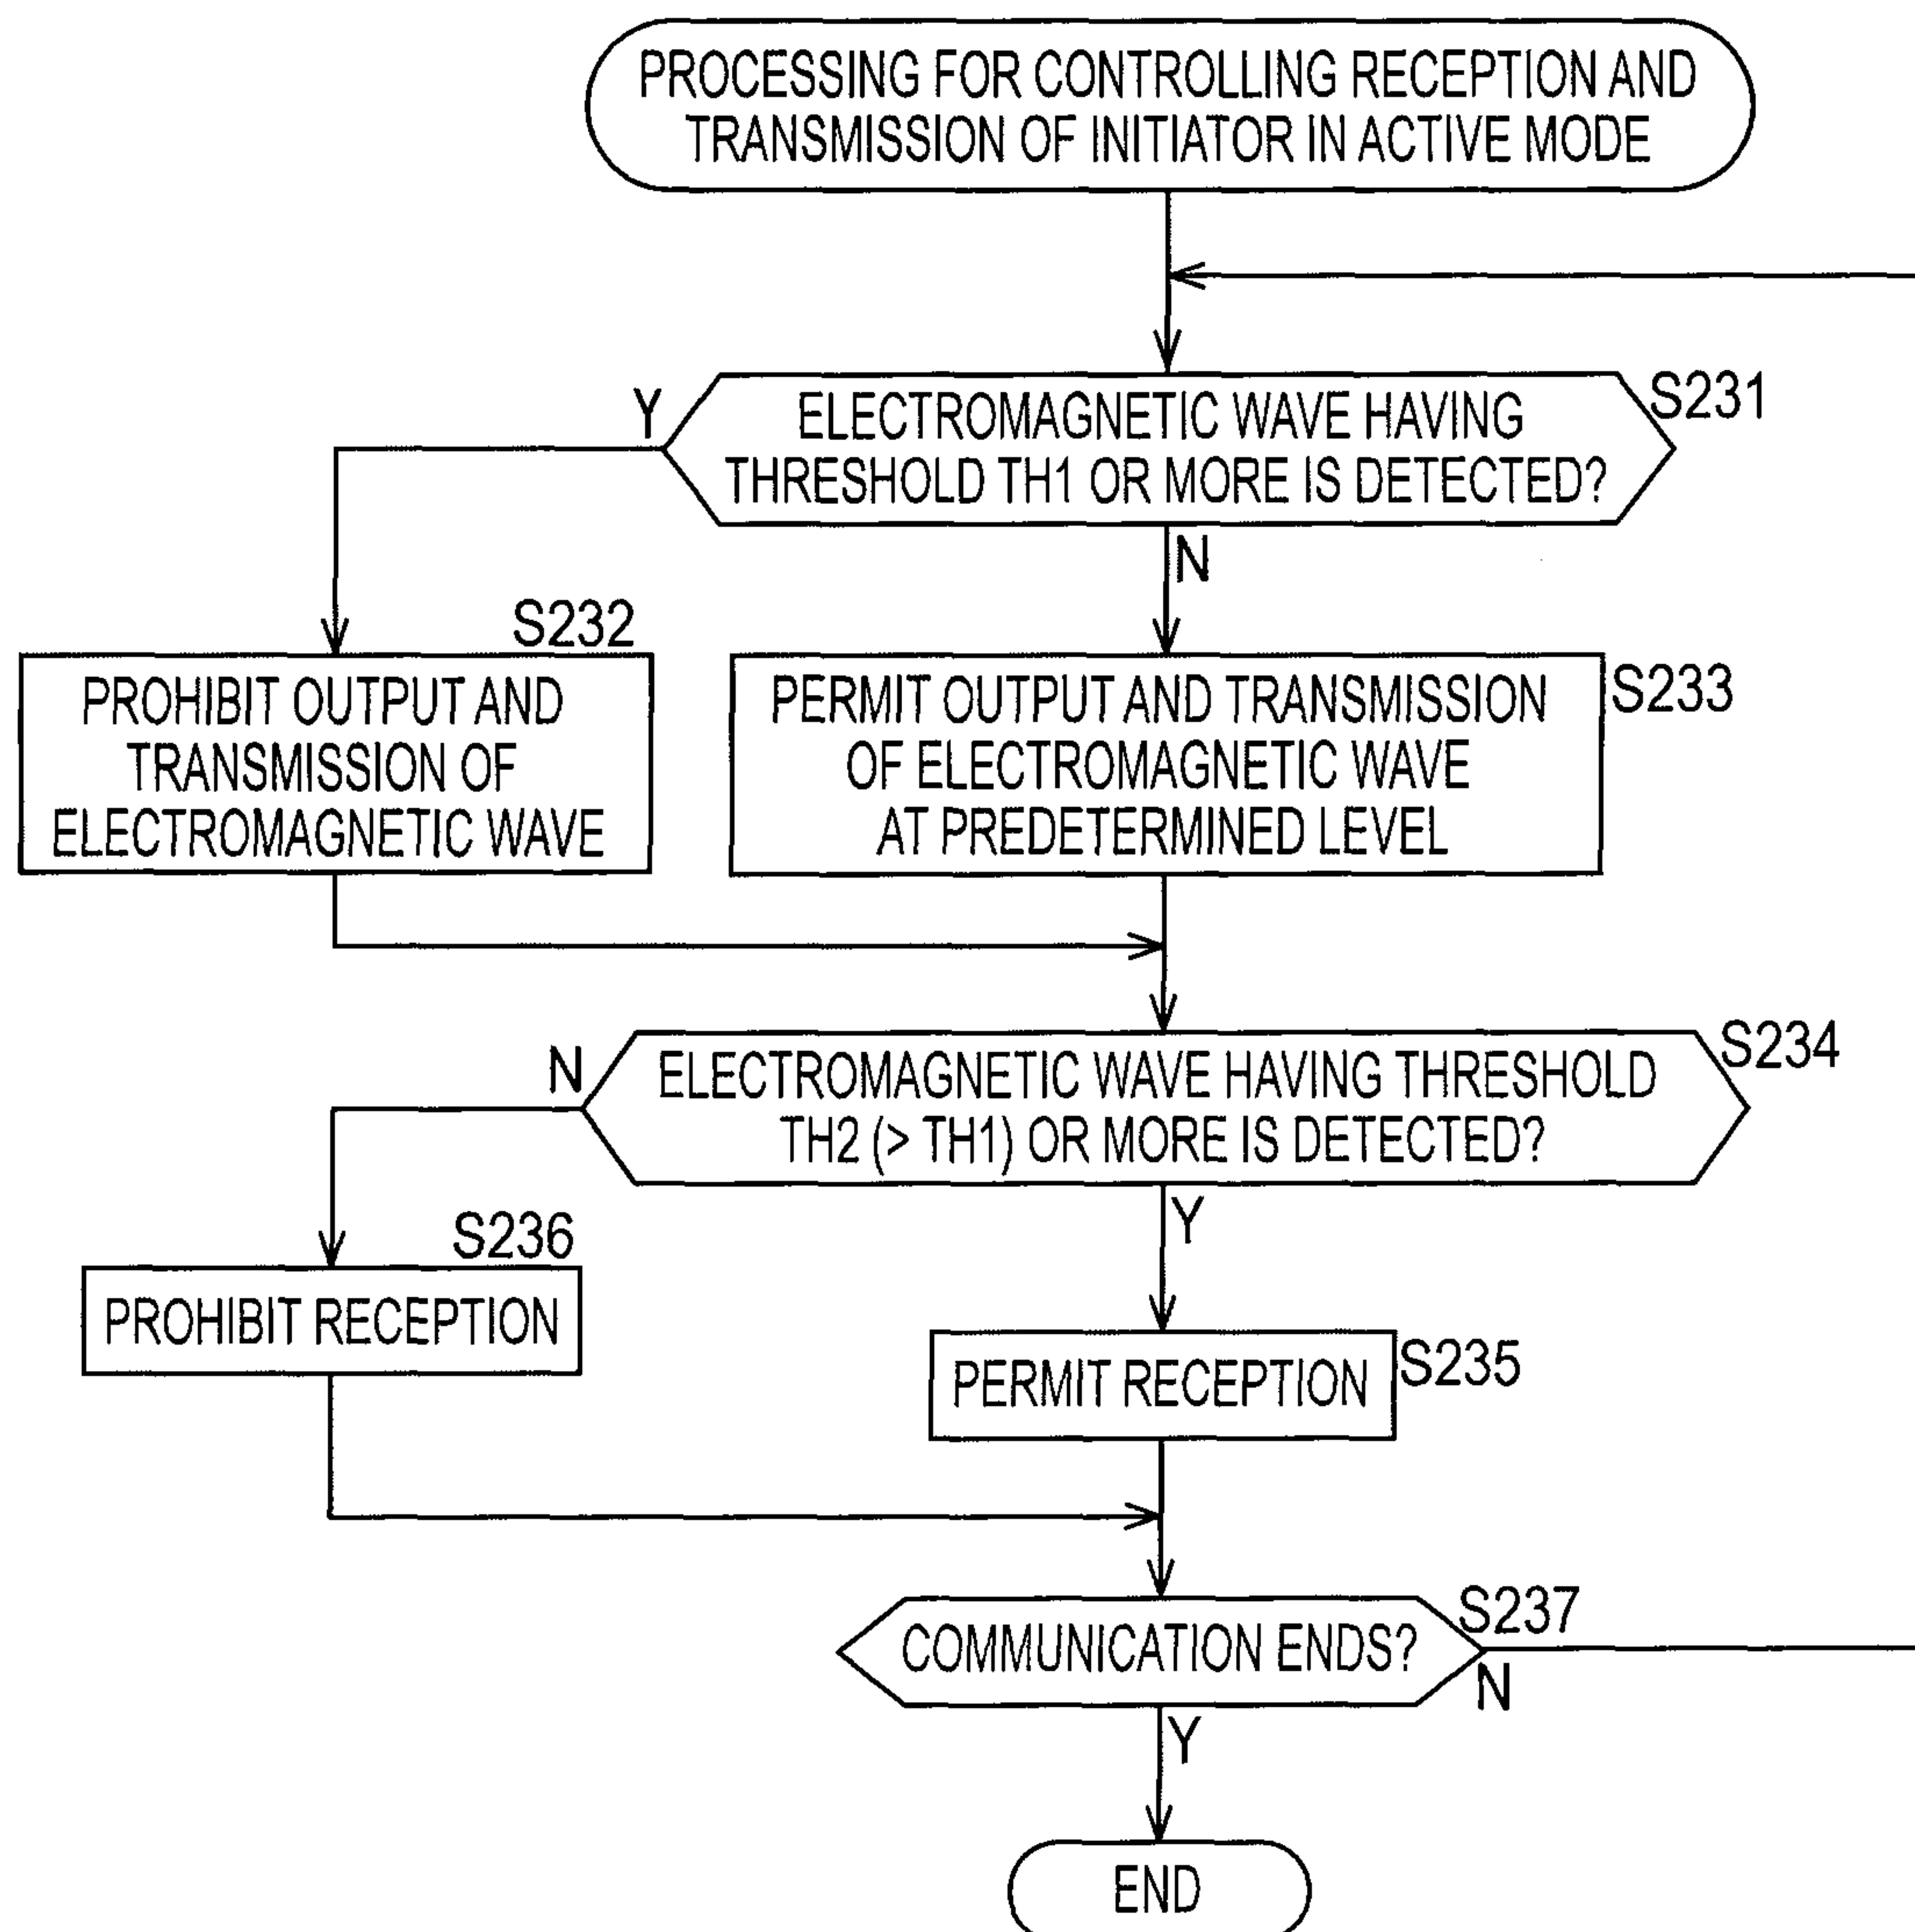 PROCESSING FOR CONTROLLING RECEPTION AND
TRANSMISSION OF INITIATOR IN ACTIVE MODE
S231
Y
ELECTROMAGNETIC WAVE HAVING
THRESHOLD TH1 OR MORE IS DETECTED?
N
S232
PROHIBIT OUTPUT AND
TRANSMISSION OF
ELECTROMAGNETIC WAVE
S233
PERMIT OUTPUT AND TRANSMISSION
OF ELECTROMAGNETIC WAVE
AT PREDETERMINED LEVEL
S234
N
ELECTROMAGNETIC WAVE HAVING THRESHOLD
TH2 (> TH1) OR MORE IS DETECTED?
Y
S236
PROHIBIT RECEPTION
S235
PERMIT RECEPTION
S237
COMMUNICATION ENDS?
N
Y
END